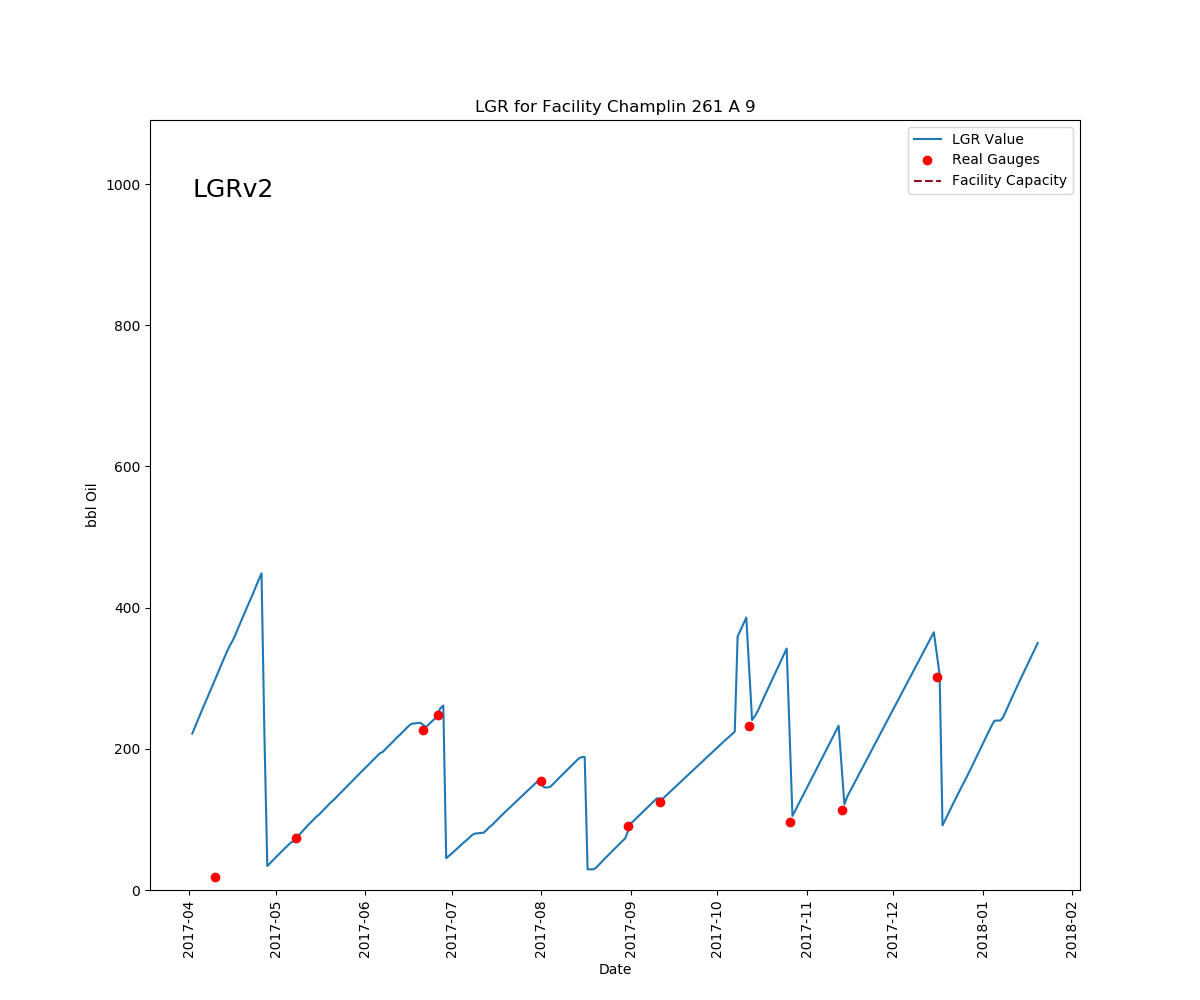 LGR for Facility Champlin 261 A 9
LGRv2
LGR Value
Real Gauges
Facility Capacity
bbl Oil
1000
800
600
400
200
0
2017-04
2017-05
2017-06
2017-07
2017-08
2017-09
2017-10
2017-11
2017-12
2018-01
2018-02
Date